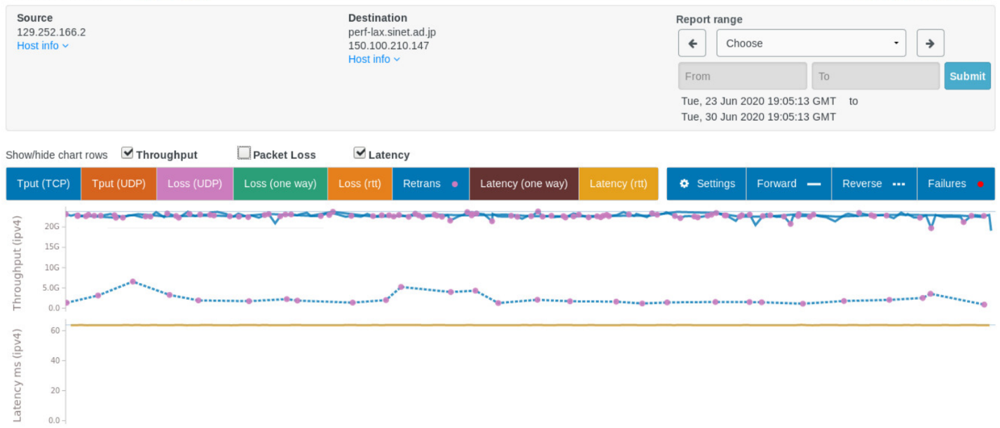 Source
129.252.166.2
Host info
Destination
perf-lax.sinet.ad.jp
150.100.210.147
Host info
Report range
Choose
From
To
Submit
Tue, 23 Jun 2020 19:05:13 GMT to
Tue, 30 Jun 2020 19:05:13 GMT
Show/hide chart rows Throughput Packet Loss Latency
Tput (TCP) Tput (UDP) Loss (UDP) Loss (one way) Loss (rtt) Retrans Latency (one way) Latency (rtt) Settings Forward Reverse Failures
Throughput (ipv4)
20G
15G
10G
5.0G
0.0
Latency ms (ipv4)
60
40
20
0.0